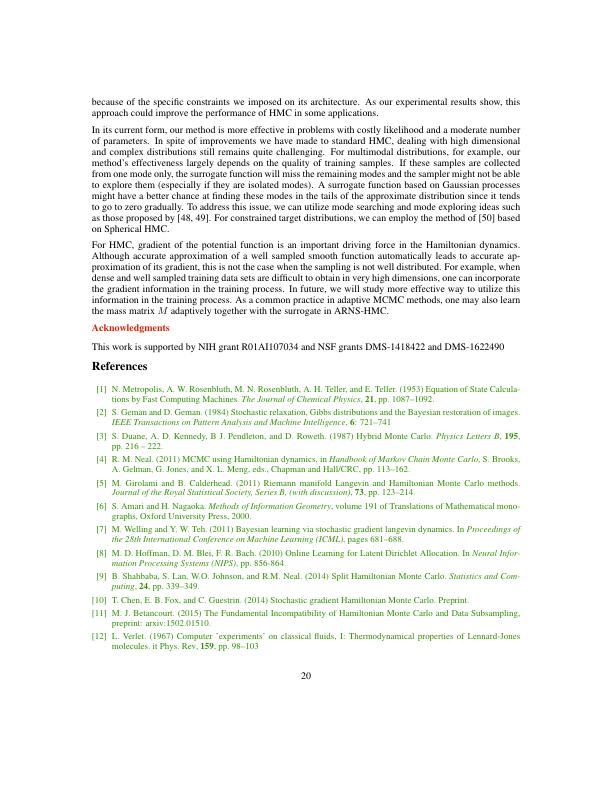 because of the specific constraints we imposed on its architecture. As our experimental results show, this
approach could improve the performance of HMC in some applications.
In its current form, our method is more effective in problems with costly likelihood and a moderate number
of parameters. In spite of improvements we have made to standard HMC, dealing with high dimensional
and complex distributions still remains quite challenging. For multimodal distributions, for example, our
method's effectiveness largely depends on the quality of training samples. If these samples are collected
from one mode only, the surrogate function will miss the remaining modes and the sampler might not be able
to explore them (especially if they are isolated modes). A surrogate function based on Gaussian processes
might have a better chance at finding these modes in the tails of the approximate distribution since it tends
to go to zero gradually. To address this issue, we can utilize mode searching and mode exploring ideas such
as those proposed by [48, 49]. For constrained target distributions, we can employ the method of [50] based
on Spherical HMC.
For HMC, gradient of the potential function is an important driving force in the Hamiltonian dynamics.
Although accurate approximation of a well sampled smooth function automatically leads to accurate ap-
proximation of its gradient, this is not the case when the sampling is not well distributed. For example, when
dense and well sampled training data sets are difficult to obtain in very high dimensions, one can incorporate
the gradient information in the training process. In future, we will study more effective way to utilize this
information in the training process. As a common practice in adaptive MCMC methods, one may also learn
the mass matrix M adaptively together with the surrogate in ARNS-HMC.
Acknowledgments
This work is supported by NIH grant R01AI107034 and NSF grants DMS-1418422 and DMS-1622490
References
[1] N. Metropolis, A. W. Rosenbluth, M. N. Rosenbluth, A. H. Teller, and E. Teller. (1953) Equation of State Calcula-
tions by Fast Computing Machines. The Journal of Chemical Physics, 21, pp. 1087–1092.
[2] S. Geman and D. Geman. (1984) Stochastic relaxation, Gibbs distributions and the Bayesian restoration of images.
IEEE Transactions on Pattern Analysis and Machine Intelligence, 6: 721–741
[3] S. Duane, A. D. Kennedy, B J. Pendleton, and D. Roweth. (1987) Hybrid Monte Carlo. Physics Letters B, 195,
pp. 216 – 222.
[4] R. M. Neal. (2011) MCMC using Hamiltonian dynamics, in Handbook of Markov Chain Monte Carlo, S. Brooks,
A. Gelman, G. Jones, and X. L. Meng, eds., Chapman and Hall/CRC, pp. 113–162.
[5] M. Girolami and B. Calderhead. (2011) Riemann manifold Langevin and Hamiltonian Monte Carlo methods.
Journal of the Royal Statistical Society, Series B, (with discussion), 73, pp. 123–214.
[6] S. Amari and H. Nagaoka. Methods of Information Geometry, volume 191 of Translations of Mathematical mono-
graphs, Oxford University Press, 2000.
[7] M. Welling and Y. W. Teh. (2011) Bayesian learning via stochastic gradient langevin dynamics. In Proceedings of
the 28th International Conference on Machine Learning (ICML), pages 681–688.
[8] M. D. Hoffman, D. M. Blei, F. R. Bach. (2010) Online Learning for Latent Dirichlet Allocation. In Neural Infor-
mation Processing Systems (NIPS), pp. 856-864.
[9] B. Shahbaba, S. Lan, W.O. Johnson, and R.M. Neal. (2014) Split Hamiltonian Monte Carlo. Statistics and Com-
puting, 24, pp. 339–349.
[10] T. Chen, E. B. Fox, and C. Guestrin. (2014) Stochastic gradient Hamiltonian Monte Carlo. Preprint.
[11] M. J. Betancourt. (2015) The Fundamental Incompatibility of Hamiltonian Monte Carlo and Data Subsampling,
preprint: arxiv:1502.01510.
[12] L. Verlet. (1967) Computer 'experiments' on classical fluids, I: Thermodynamical properties of Lennard-Jones
molecules. it Phys. Rev, 159, pp. 98–103
20